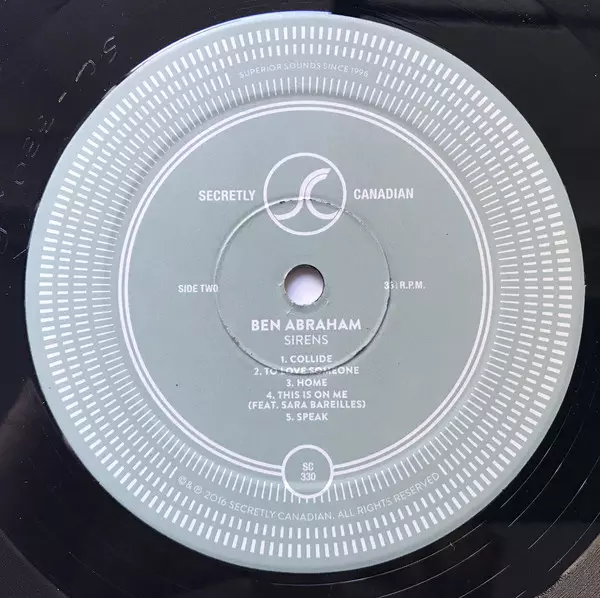 SUPERIOR SOUNDS SINCE 1996
SECRETLY CANADIAN
SIDE TWO
R.P.M.
BEN ABRAHAM
SIRENS
1. COLLIDE
2. TO LOVE SOMEONE
3. HOME
4. THIS IS ON ME
(FEAT. SARA BAREILLES)
5. SPEAK
SC
330
© & ℗ 2016 SECRETLY CANADIAN. ALL RIGHTS RESERVED